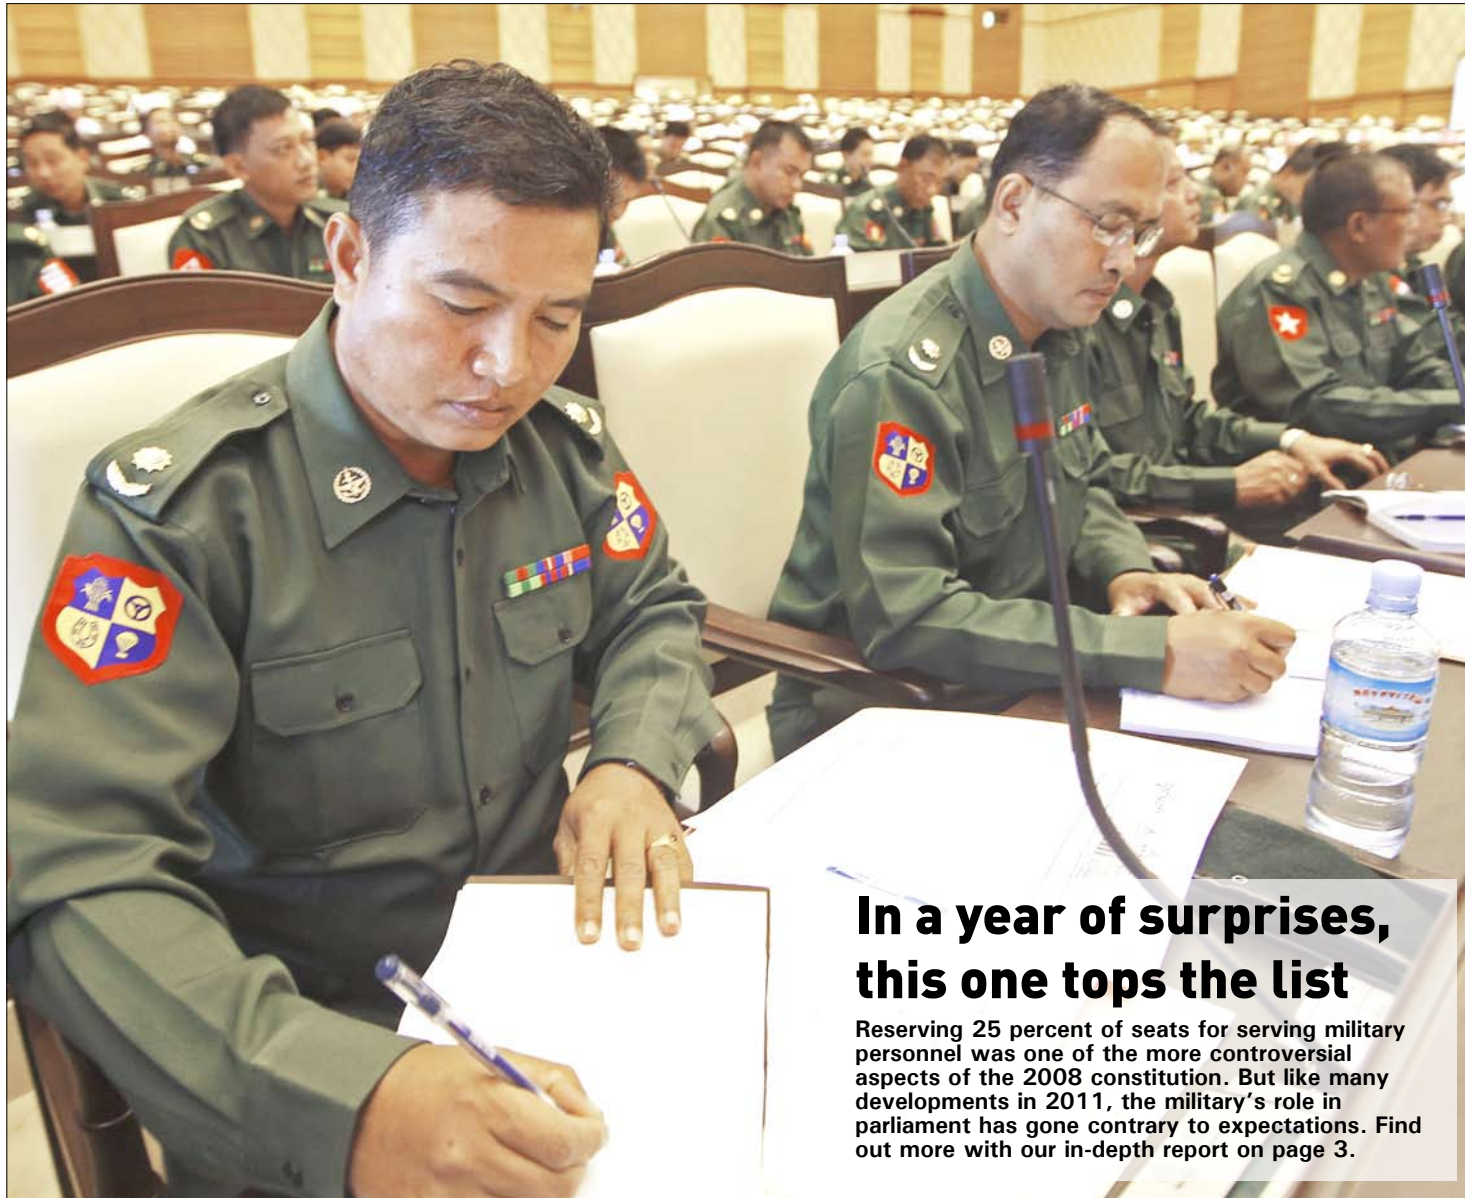 In a year of surprises,
this one tops the list
Reserving 25 percent of seats for serving military
personnel was one of the more controversial
aspects of the 2008 constitution. But like many
developments in 2011, the military’s role in
parliament has gone contrary to expectations. Find
out more with our in-depth report on page 3.